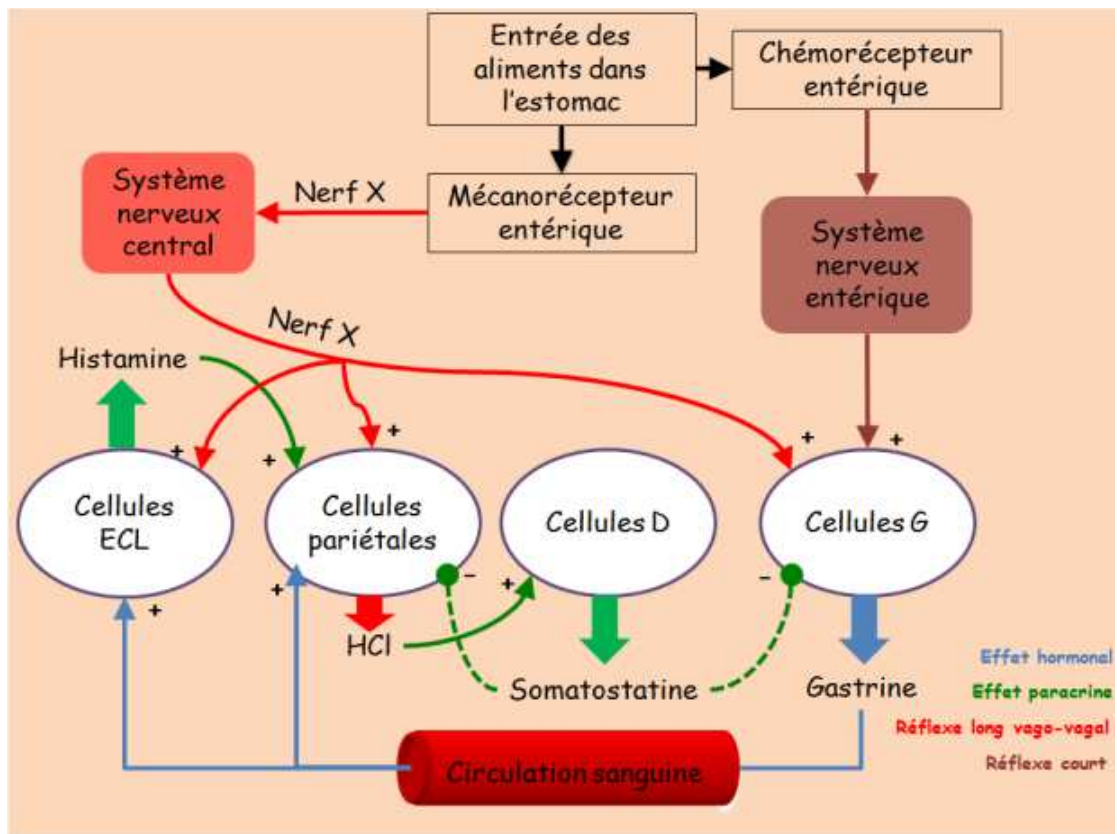 Entrée des
aliments dans
l'estomac
Chémorécepteur
entérique
Système
nerveux
central
Nerf X
Mécanorécepteur
entérique
Système
nerveux
entérique
Nerf X
Histamine
+
+
+
+
+
Cellules
ECL
Cellules
pariétales
Cellules D
Cellules G
+
+
-
+
-
HCl
Somatostatine
Gastrine
Effet hormonal
Effet paracrine
Réflexe long vago-vagal
Réflexe court
Circulation sanguine